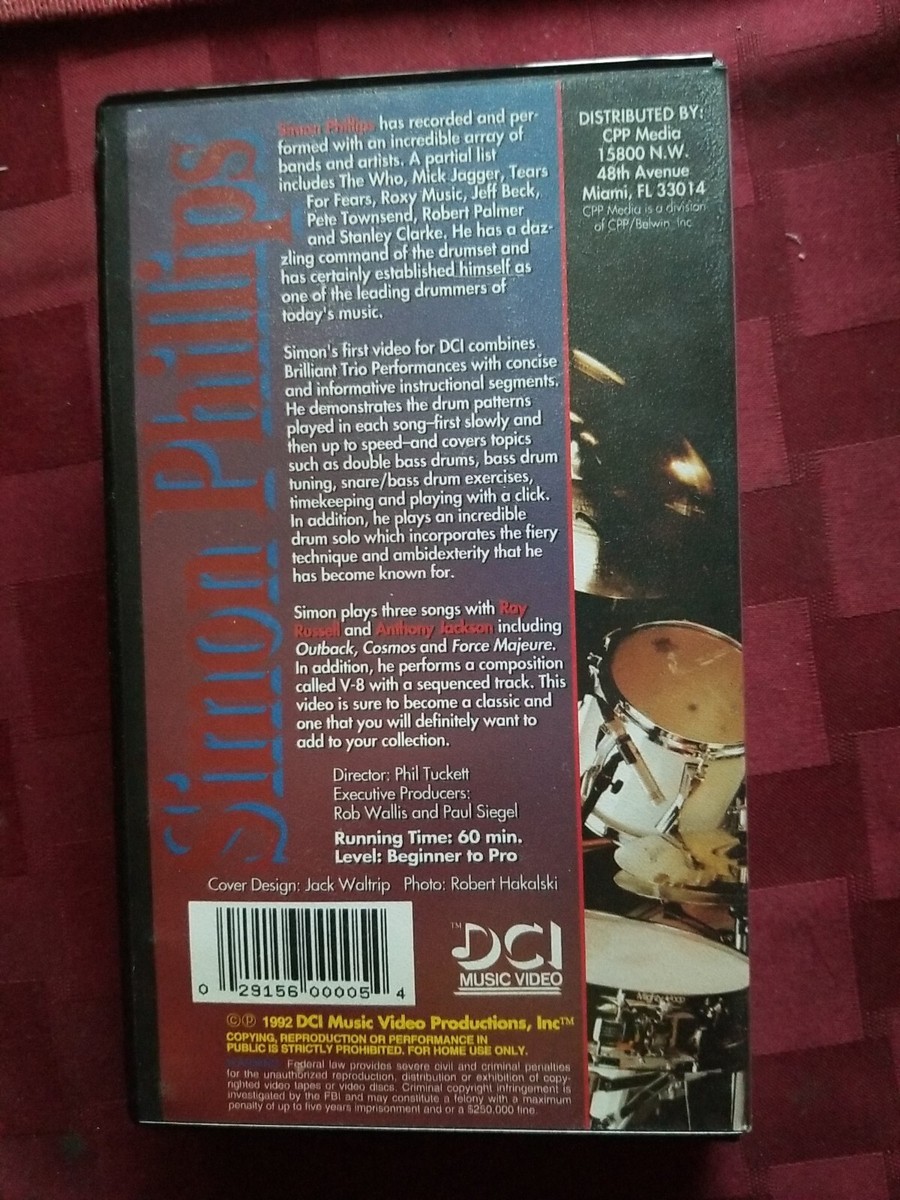 Simon Phillips
Simon Phillips has recorded and per-
formed with an incredible array of
bands and artists. A partial list
includes The Who, Mick Jagger, Tears
For Fears, Roxy Music, Jeff Beck,
Pete Townsend, Robert Palmer
and Stanley Clarke. He has a daz-
zling command of the drumset and
has certainly established himself as
one of the leading drummers of
today's music.
Simon's first video for DCI combines
Brilliant Trio Performances with concise
and informative instructional segments.
He demonstrates the drum patterns
played in each song–first slowly and
then up to speed–and covers topics
such as double bass drums, bass drum
tuning, snare/bass drum exercises,
timekeeping and playing with a click.
In addition, he plays an incredible
drum solo which incorporates the fiery
technique and ambidexterity that he
has become known for.
Simon plays three songs with Ray
Russell and Anthony Jackson including
Outback, Cosmos and Force Majeure.
In addition, he performs a composition
called V-8 with a sequenced track. This
video is sure to become a classic and
one that you will definitely want to
add to your collection.
Director: Phil Tuckett
Executive Producers:
Rob Wallis and Paul Siegel
Running Time: 60 min.
Level: Beginner to Pro
Cover Design: Jack Waltrip Photo: Robert Hakalski
0 29156 00005 4
™DCI
MUSIC VIDEO
©℗ 1992 DCI Music Video Productions, Inc™
COPYING, REPRODUCTION OR PERFORMANCE IN
PUBLIC IS STRICTLY PROHIBITED. FOR HOME USE ONLY.
Federal law provides severe civil and criminal penalties
for the unauthorized reproduction, distribution or exhibition of copy-
righted video tapes or video discs. Criminal copyright infringement is
investigated by the FBI and may constitute a felony with a maximum
penalty of up to five years imprisonment and or a $250,000 fine.
DISTRIBUTED BY:
CPP Media
15800 N.W.
48th Avenue
Miami, FL 33014
CPP Media is a division
of CPP/Belwin, Inc.